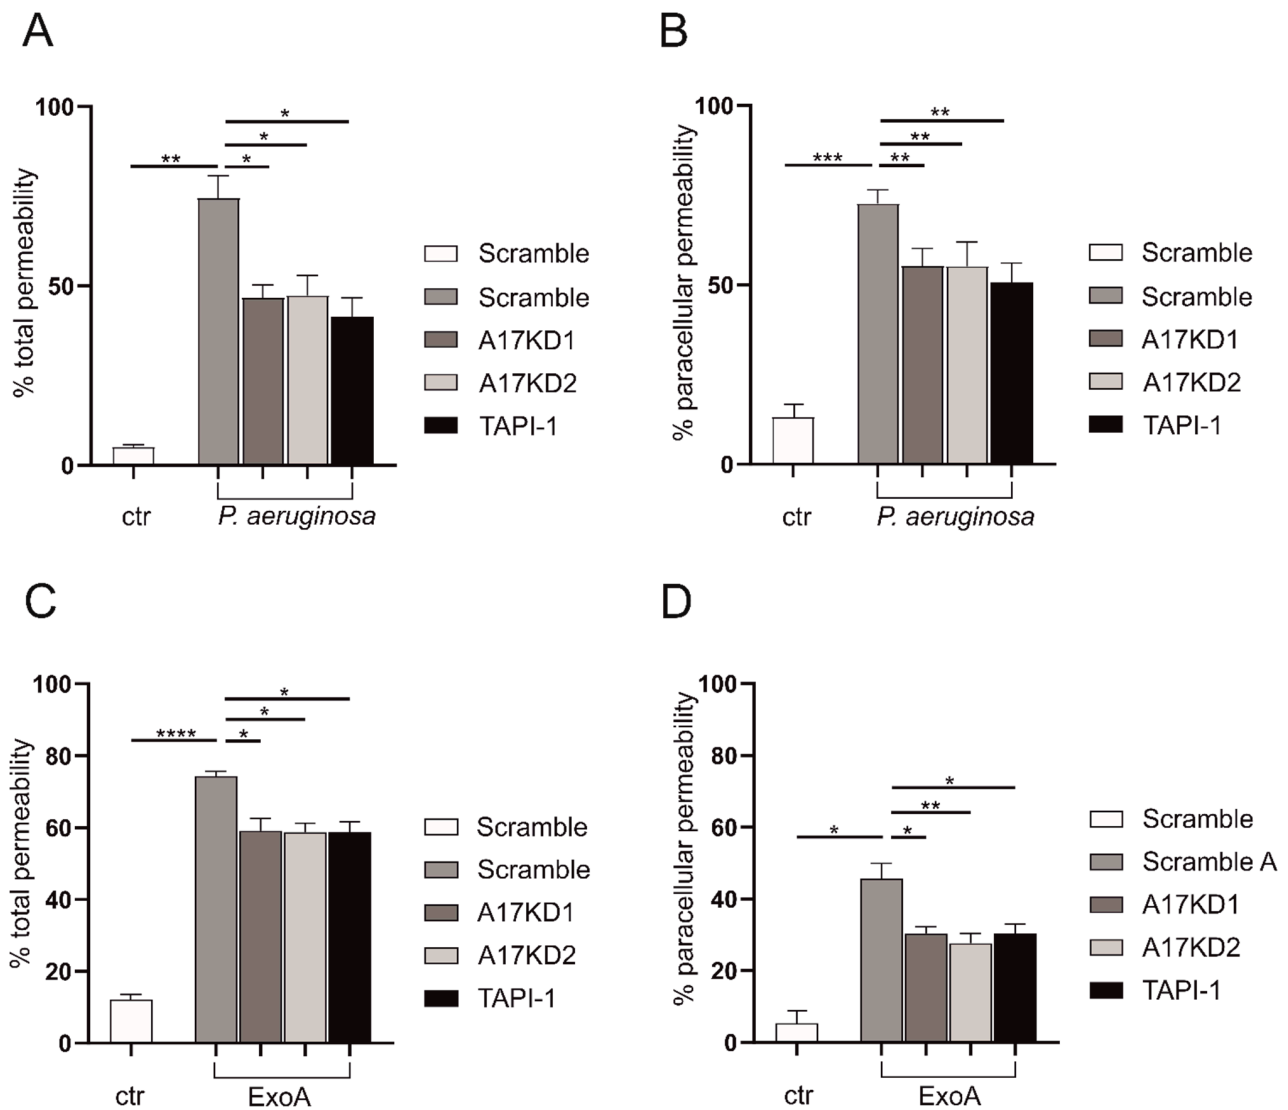 A
% total permeability
100
50
0
*
*
** *
ctr
P. aeruginosa
Scramble
Scramble
A17KD1
A17KD2
TAPI-1
B
% paracellular permeability
100
50
0
**
**
*** **
ctr
P. aeruginosa
Scramble
Scramble
A17KD1
A17KD2
TAPI-1
C
% total permeability
100
80
60
40
20
0
*
*
**** *
ctr
ExoA
Scramble
Scramble
A17KD1
A17KD2
TAPI-1
D
% paracellular permeability
100
80
60
40
20
0
*
**
* *
ctr
ExoA
Scramble
Scramble A
A17KD1
A17KD2
TAPI-1